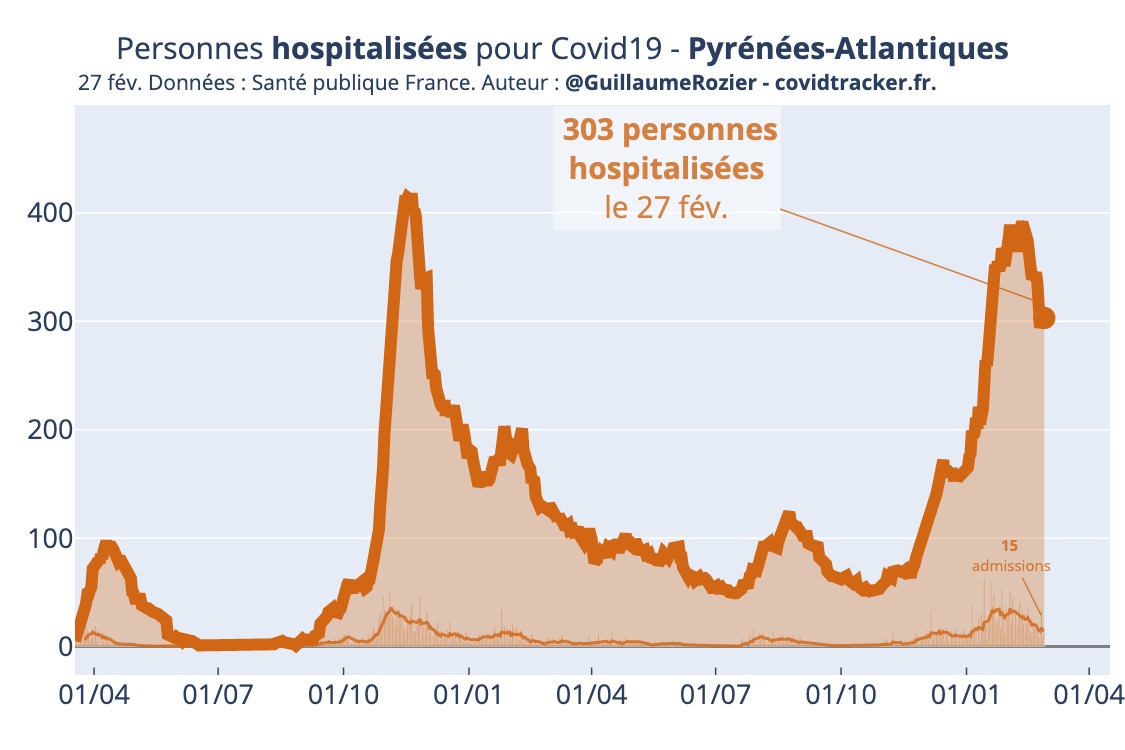 Personnes hospitalisées pour Covid19 - Pyrénées-Atlantiques
27 fév. Données : Santé publique France. Auteur : @GuillaumeRozier - covidtracker.fr.
303 personnes
hospitalisées
le 27 fév.
400
300
200
100
15
admissions
0
01/04 01/07 01/10 01/01 01/04 01/07 01/10 01/01 01/04